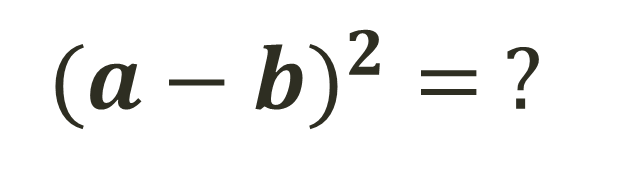 (a − b)² = ?